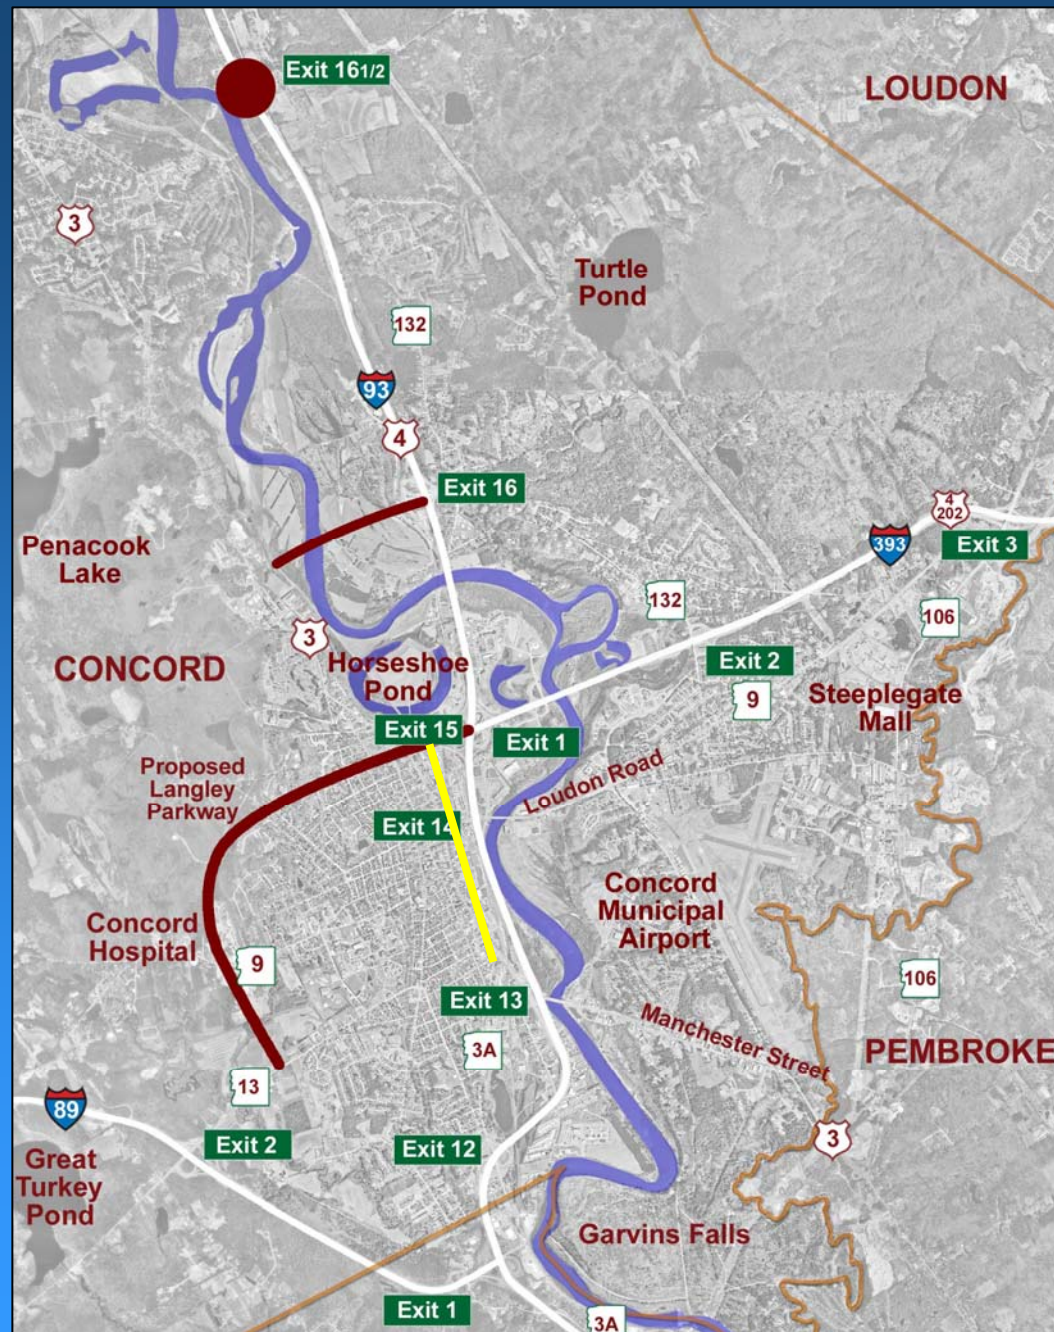 Exit 16 1/2
LOUDON
3
Turtle
Pond
132
93
4
Exit 16
4
202
393
Exit 3
Penacook
Lake
132
106
3
CONCORD
Horseshoe
Pond
Exit 2
9
Steeplegate
Mall
Exit 15
Exit 1
Proposed
Langley
Parkway
Loudon Road
Exit 14
Concord
Municipal
Airport
Concord
Hospital
9
106
Exit 13
Manchester Street
3A
PEMBROKE
13
89
Exit 2
Exit 12
3
Great
Turkey
Pond
Garvins Falls
Exit 1
3A